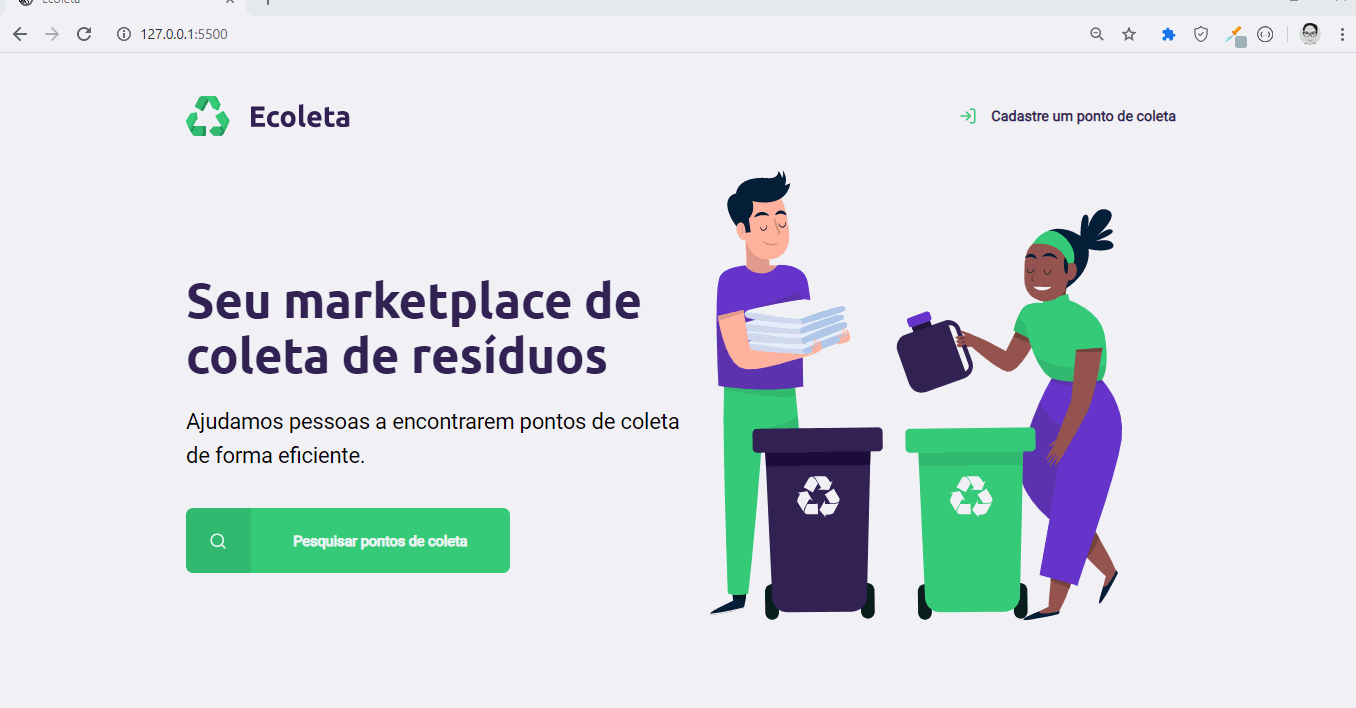 Ecoleta
127.0.0.1:5500
Ecoleta
Cadastre um ponto de coleta
Seu marketplace de
coleta de resíduos
Ajudamos pessoas a encontrarem pontos de coleta
de forma eficiente.
Pesquisar pontos de coleta